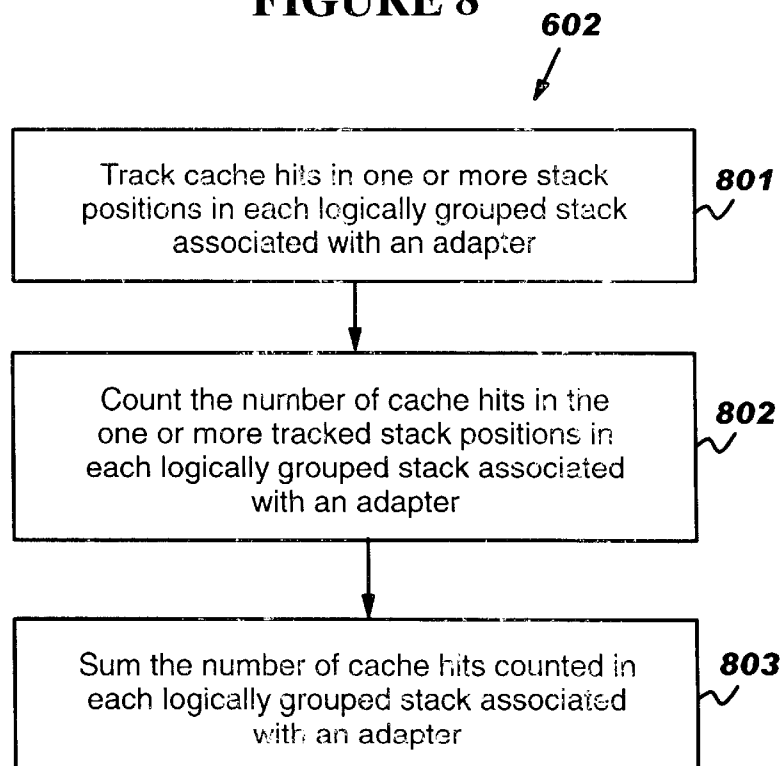 FIGURE 8
602
Track cache hits in one or more stack
positions in each logically grouped stack
associated with an adapter
801
Count the number of cache hits in the
one or more tracked stack positions in
each logically grouped stack associated
with an adapter
802
Sum the number of cache hits counted in
each logically grouped stack associated
with an adapter
803